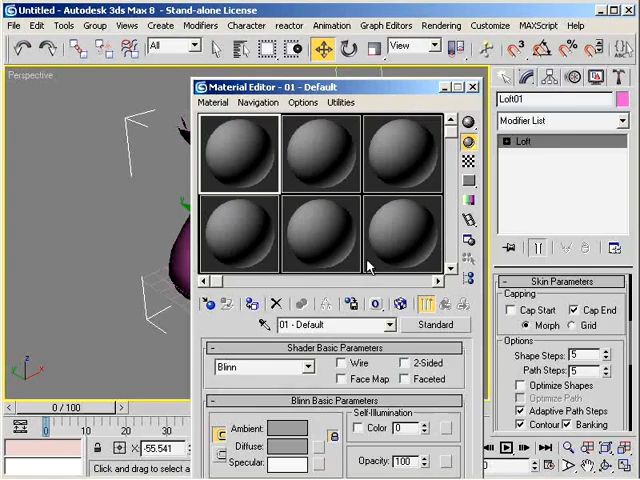 Untitled - Autodesk 3ds Max 8 - Stand-alone License
File Edit Tools Group Views Create Modifiers Character reactor Animation Graph Editors Rendering Customize MAXScript Help
All View
Perspective
Material Editor - 01 - Default
Material Navigation Options Utilities
Loft01
Modifier List
Loft
01 - Default Standard
Shader Basic Parameters
Blinn Wire 2-Sided
Face Map Faceted
Blinn Basic Parameters
Self-Illumination
Ambient: Color 0
Diffuse:
Specular: Opacity: 100
Skin Parameters
Capping
Cap Start Cap End
Morph Grid
Options
Shape Steps: 5
Path Steps: 5
Optimize Shapes
Optimize Path
Adaptive Path Steps
Contour Banking
z
x
0 / 100
0 10 20 30
-55.541
Click and drag to select a